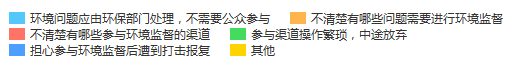 环境问题应由环保部门处理，不需要公众参与 不清楚有哪些问题需要进行环境监督
不清楚有哪些参与环境监督的渠道 参与渠道操作繁琐，中途放弃
担心参与环境监督后遭到打击报复 其他